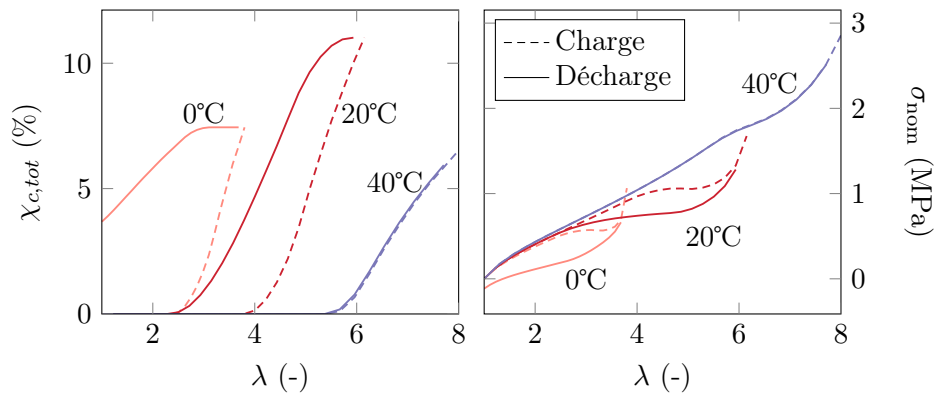 0
5
10
χc,tot (%)
0°C
20°C
40°C
2
4
6
8
λ (-)
Charge
Décharge
40°C
20°C
0°C
0
1
2
3
σnom (MPa)
2
4
6
8
λ (-)